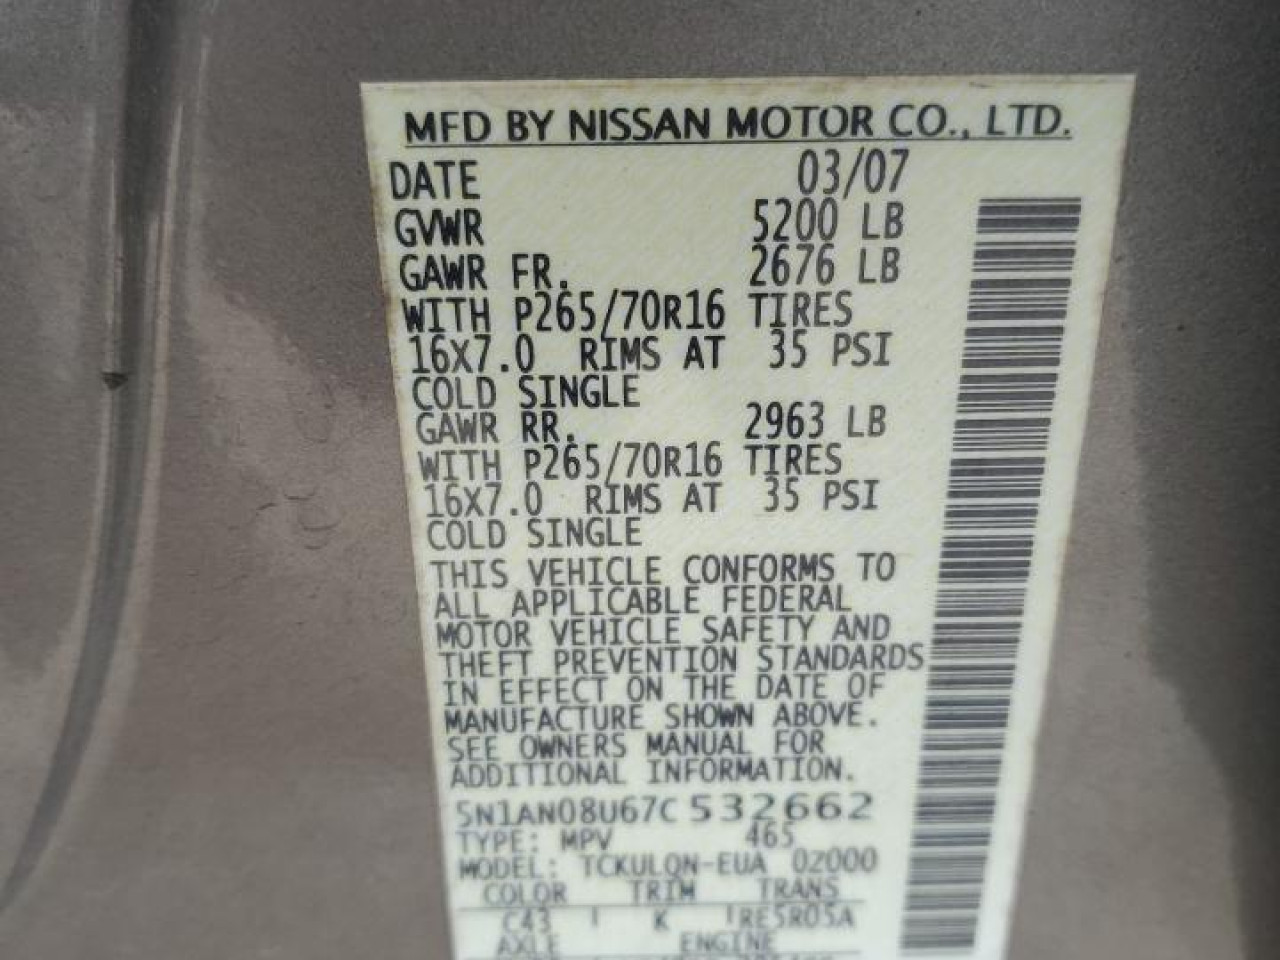 MFD BY NISSAN MOTOR CO., LTD.
DATE 03/07
GVWR 5200 LB
GAWR FR. 2676 LB
WITH P265/70R16 TIRES
16X7.0 RIMS AT 35 PSI
COLD SINGLE
GAWR RR. 2963 LB
WITH P265/70R16 TIRES
16X7.0 RIMS AT 35 PSI
COLD SINGLE
THIS VEHICLE CONFORMS TO
ALL APPLICABLE FEDERAL
MOTOR VEHICLE SAFETY AND
THEFT PREVENTION STANDARDS
IN EFFECT ON THE DATE OF
MANUFACTURE SHOWN ABOVE.
SEE OWNERS MANUAL FOR
ADDITIONAL INFORMATION.
5N1AN08U67C532662
TYPE: MPV 465
MODEL: TCKULQN-EUA 02000
COLOR TRIM TRANS
C43 K RE5R05A
AXLE ENGINE